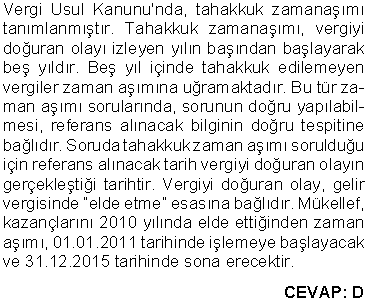 Vergi Usul Kanunu'nda, tahakkuk zamanaşımı
tanımlanmıştır. Tahakkuk zamanaşımı, vergiyi
doğuran olayı izleyen yılın başından başlayarak
beş yıldır. Beş yıl içinde tahakkuk edilemeyen
vergiler zaman aşımına uğramaktadır. Bu tür za-
man aşımı sorularında, sorunun doğru yapılabil-
mesi, referans alınacak bilginin doğru tespitine
bağlıdır. Soruda tahakkuk zaman aşımı sorulduğu
için referans alınacak tarih vergiyi doğuran olayın
gerçekleştiği tarihtir. Vergiyi doğuran olay, gelir
vergisinde "elde etme" esasına bağlıdır. Mükellef,
kazançlarını 2010 yılında elde ettiğinden zaman
aşımı, 01.01.2011 tarihinde işlemeye başlayacak
ve 31.12.2015 tarihinde sona erecektir.
CEVAP: D